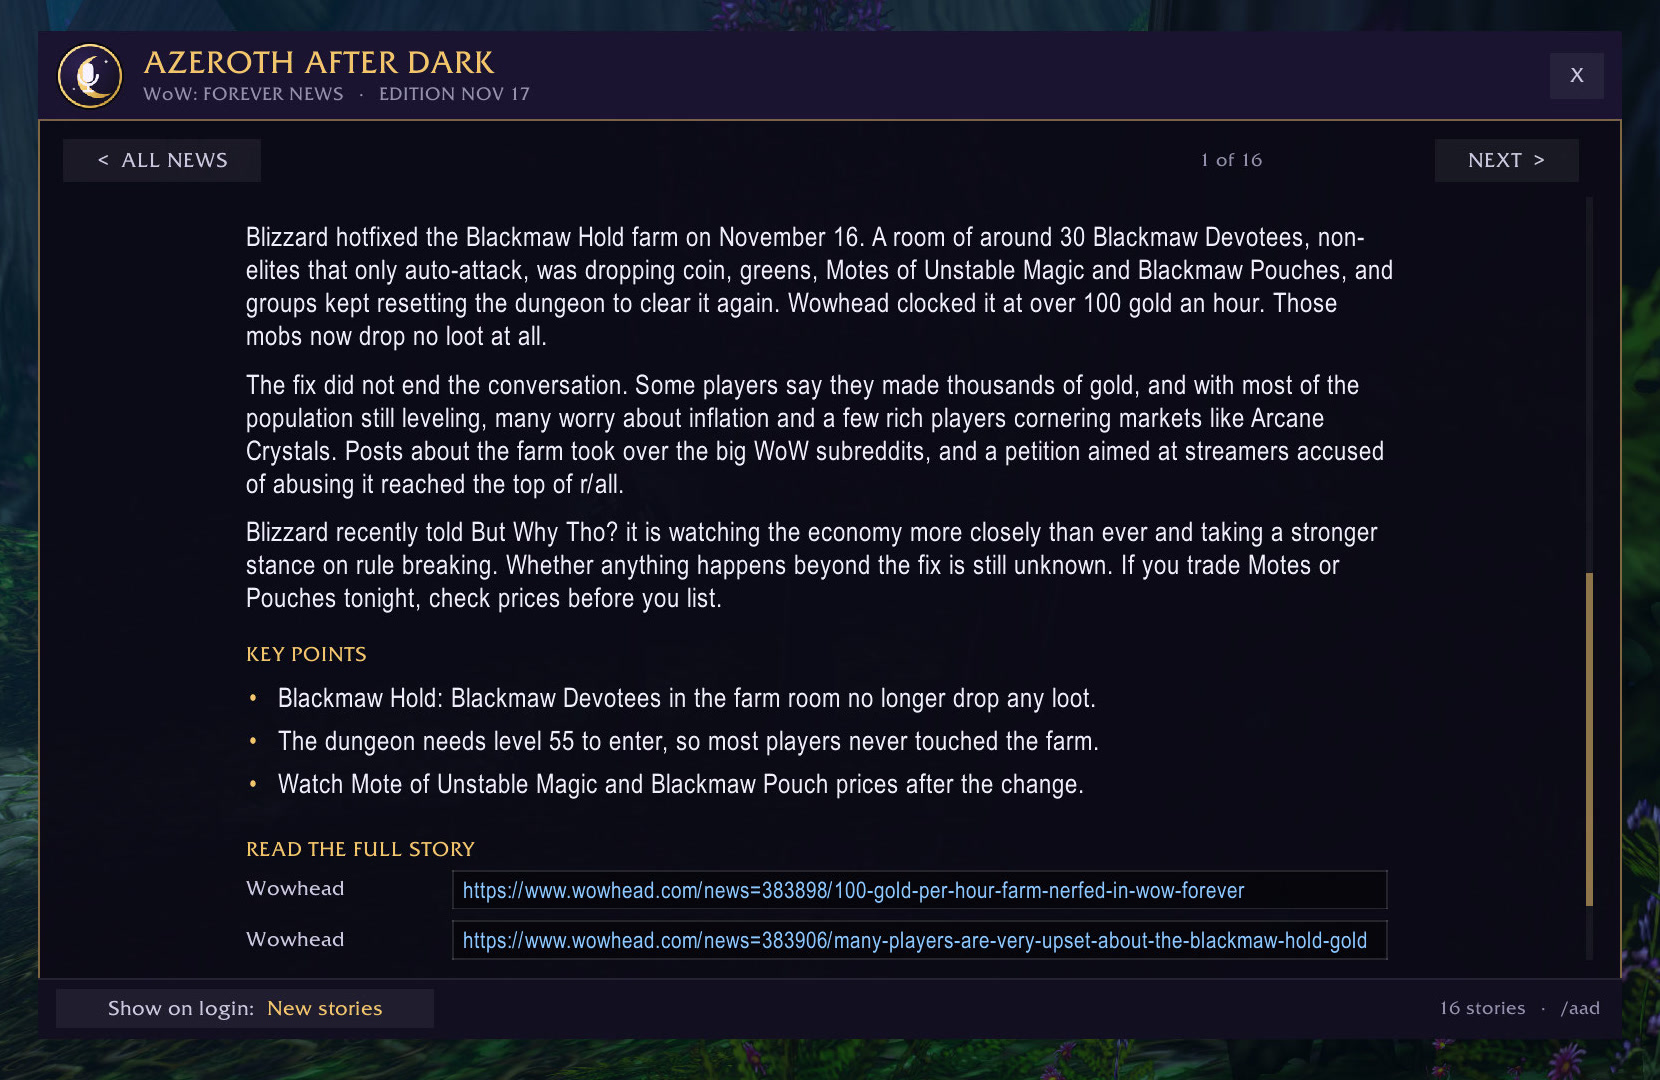 AZEROTH AFTER DARK
WoW: FOREVER NEWS · EDITION NOV 17
X
< ALL NEWS
1 of 16
NEXT >
Blizzard hotfixed the Blackmaw Hold farm on November 16. A room of around 30 Blackmaw Devotees, non-
elites that only auto-attack, was dropping coin, greens, Motes of Unstable Magic and Blackmaw Pouches, and
groups kept resetting the dungeon to clear it again. Wowhead clocked it at over 100 gold an hour. Those
mobs now drop no loot at all.
The fix did not end the conversation. Some players say they made thousands of gold, and with most of the
population still leveling, many worry about inflation and a few rich players cornering markets like Arcane
Crystals. Posts about the farm took over the big WoW subreddits, and a petition aimed at streamers accused
of abusing it reached the top of r/all.
Blizzard recently told But Why Tho? it is watching the economy more closely than ever and taking a stronger
stance on rule breaking. Whether anything happens beyond the fix is still unknown. If you trade Motes or
Pouches tonight, check prices before you list.
KEY POINTS
• Blackmaw Hold: Blackmaw Devotees in the farm room no longer drop any loot.
• The dungeon needs level 55 to enter, so most players never touched the farm.
• Watch Mote of Unstable Magic and Blackmaw Pouch prices after the change.
READ THE FULL STORY
Wowhead https://www.wowhead.com/news=383898/100-gold-per-hour-farm-nerfed-in-wow-forever
Wowhead https://www.wowhead.com/news=383906/many-players-are-very-upset-about-the-blackmaw-hold-gold
Show on login: New stories
16 stories · /aad